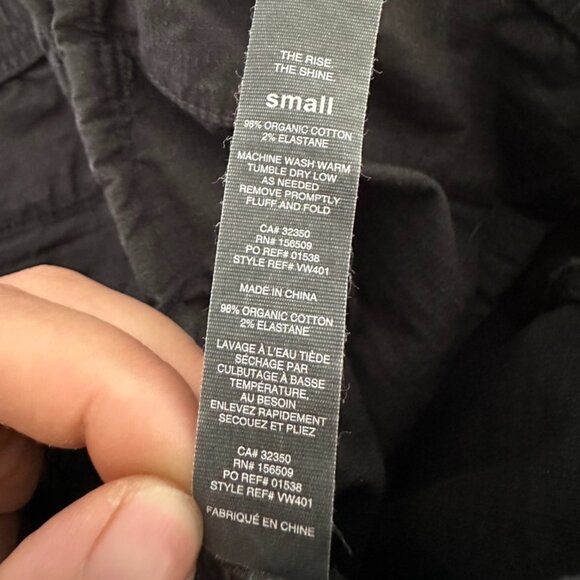 THE RISE.
THE SHINE.
small
98% ORGANIC COTTON
2% ELASTANE
MACHINE WASH WARM
TUMBLE DRY LOW
AS NEEDED
REMOVE PROMPTLY
FLUFF AND FOLD
CA# 32350
RN# 156509
PO REF# 01538
STYLE REF# VW401
MADE IN CHINA
98% ORGANIC COTTON
2% ELASTANE
LAVAGE À L'EAU TIÈDE
SÉCHAGE PAR
CULBUTAGE À BASSE
TEMPÉRATURE,
AU BESOIN
ENLEVEZ RAPIDEMENT
SECOUEZ ET PLIEZ
CA# 32350
RN# 156509
PO REF# 01538
STYLE REF# VW401
FABRIQUÉ EN CHINE